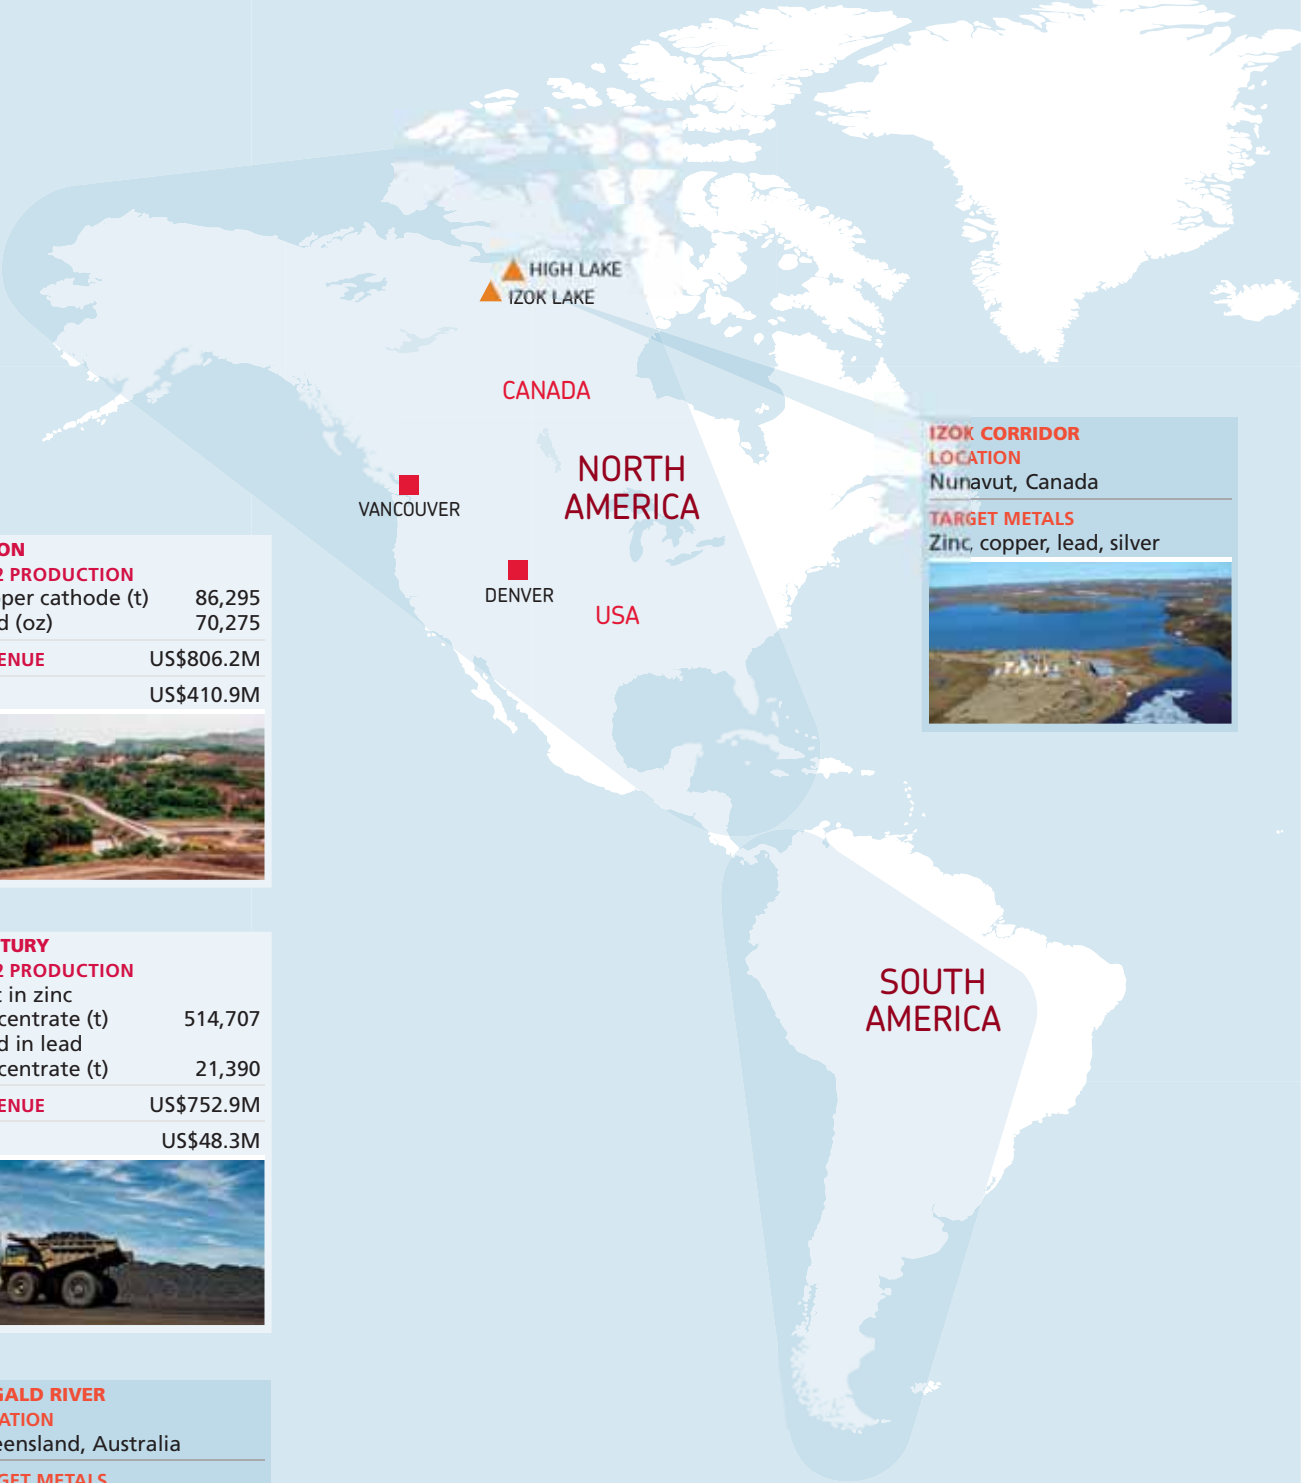 HIGH LAKE
IZOK LAKE
CANADA
NORTH
AMERICA
VANCOUVER
DENVER
USA
IZOK CORRIDOR
LOCATION
Nunavut, Canada
TARGET METALS
Zinc, copper, lead, silver
ON
2 PRODUCTION
per cathode (t) 86,295
d (oz) 70,275
ENUE US$806.2M
US$410.9M
SOUTH
AMERICA
TURY
2 PRODUCTION
c in zinc
centrate (t) 514,707
d in lead
centrate (t) 21,390
ENUE US$752.9M
US$48.3M
GALD RIVER
ATION
eensland, Australia
GET METALS